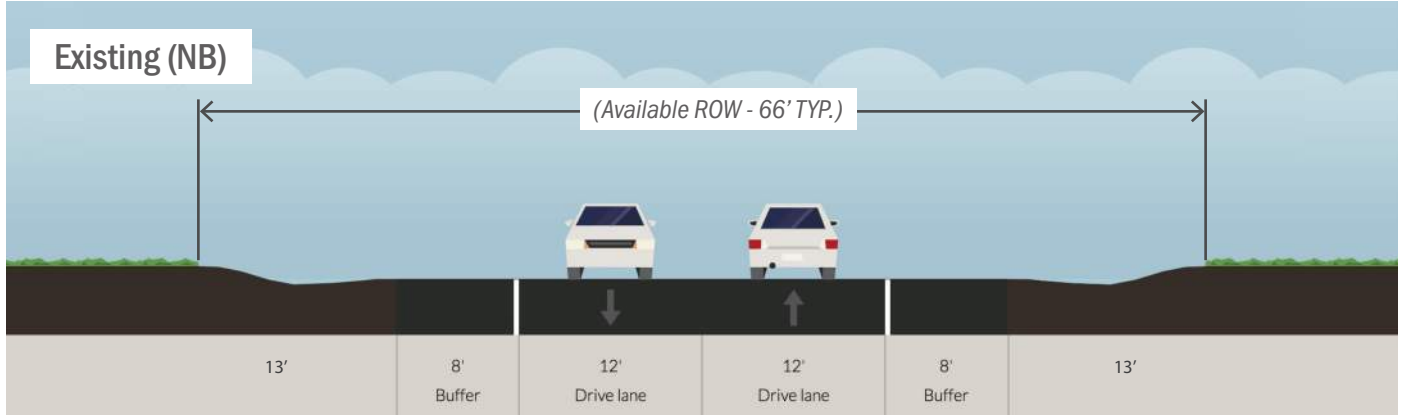 Existing (NB)
(Available ROW - 66’ TYP.)
13’
8'
Buffer
12'
Drive lane
12'
Drive lane
8'
Buffer
13’